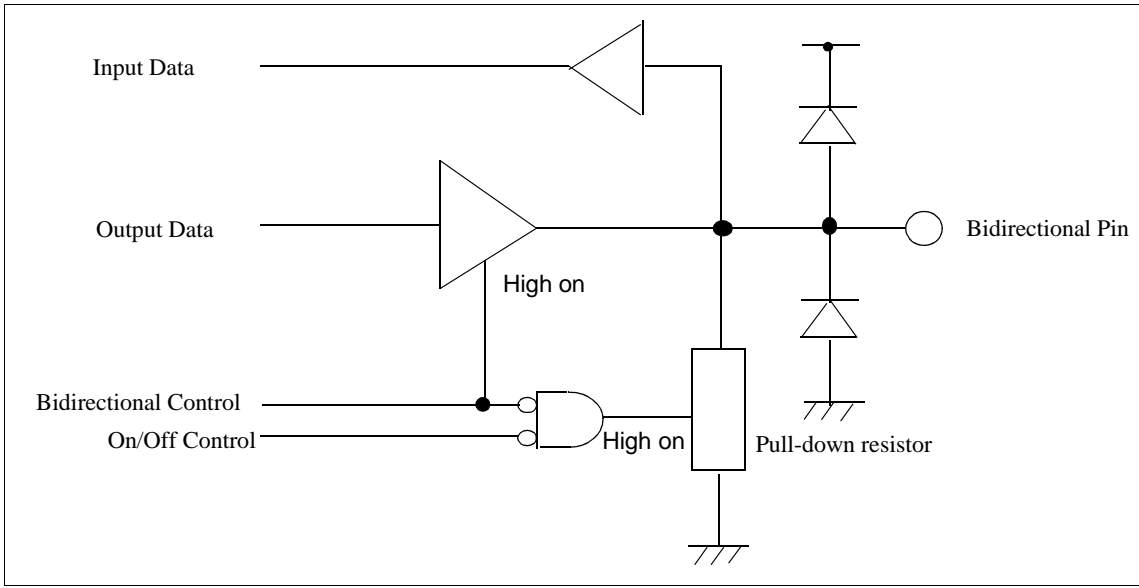 Input Data
Output Data
Bidirectional Pin
High on
Bidirectional Control
On/Off Control
High on
Pull-down resistor